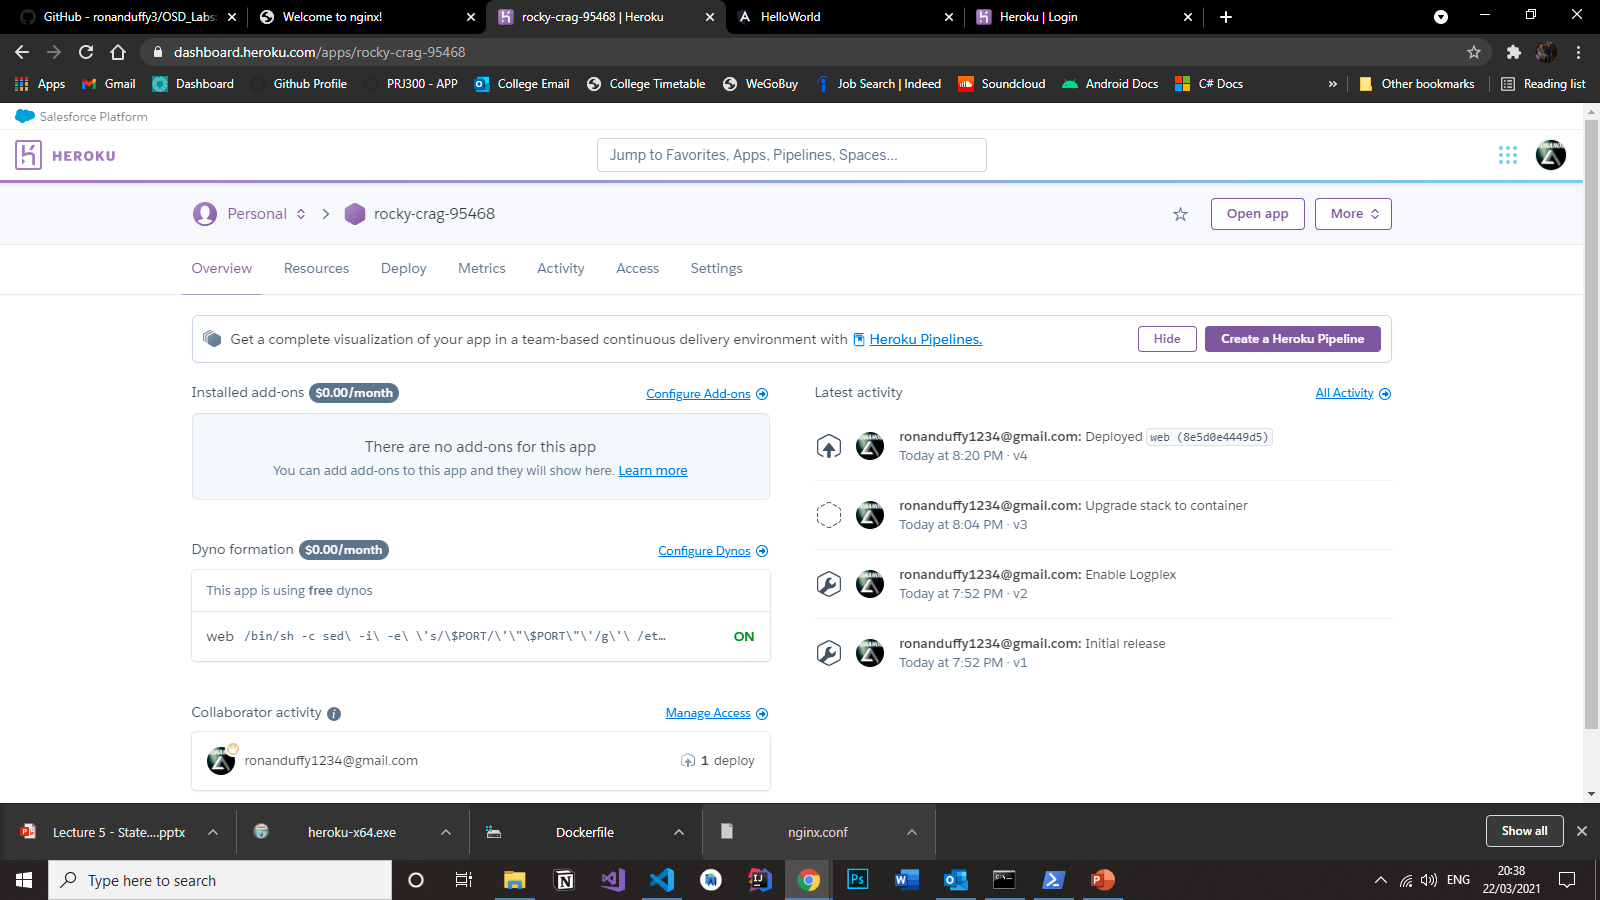 GitHub - ronanduffy3/OSD_Labs
Welcome to nginx!
rocky-crag-95468 | Heroku
HelloWorld
Heroku | Login
dashboard.heroku.com/apps/rocky-crag-95468
Apps
Gmail
Dashboard
Github Profile
PRJ300 - APP
College Email
College Timetable
WeGoBuy
Job Search | Indeed
Soundcloud
Android Docs
C# Docs
»
Other bookmarks
Reading list
Salesforce Platform
HEROKU
Jump to Favorites, Apps, Pipelines, Spaces...
Personal
rocky-crag-95468
Open app
More
Overview
Resources
Deploy
Metrics
Activity
Access
Settings
Get a complete visualization of your app in a team-based continuous delivery environment with Heroku Pipelines.
Hide
Create a Heroku Pipeline
Installed add-ons $0.00/month
Configure Add-ons
There are no add-ons for this app
You can add add-ons to this app and they will show here. Learn more
Dyno formation $0.00/month
Configure Dynos
This app is using free dynos
web /bin/sh -c sed\ -i\ -e\ \'s/\$PORT/\'\"\$PORT\"\'/g\'\ /et…
ON
Collaborator activity
Manage Access
ronanduffy1234@gmail.com
1 deploy
Latest activity
All Activity
ronanduffy1234@gmail.com: Deployed web (8e5d0e4449d5)
Today at 8:20 PM · v4
ronanduffy1234@gmail.com: Upgrade stack to container
Today at 8:04 PM · v3
ronanduffy1234@gmail.com: Enable Logplex
Today at 7:52 PM · v2
ronanduffy1234@gmail.com: Initial release
Today at 7:52 PM · v1
Lecture 5 - State....pptx
heroku-x64.exe
Dockerfile
nginx.conf
Show all
Type here to search
Ps
ENG
20:38
22/03/2021